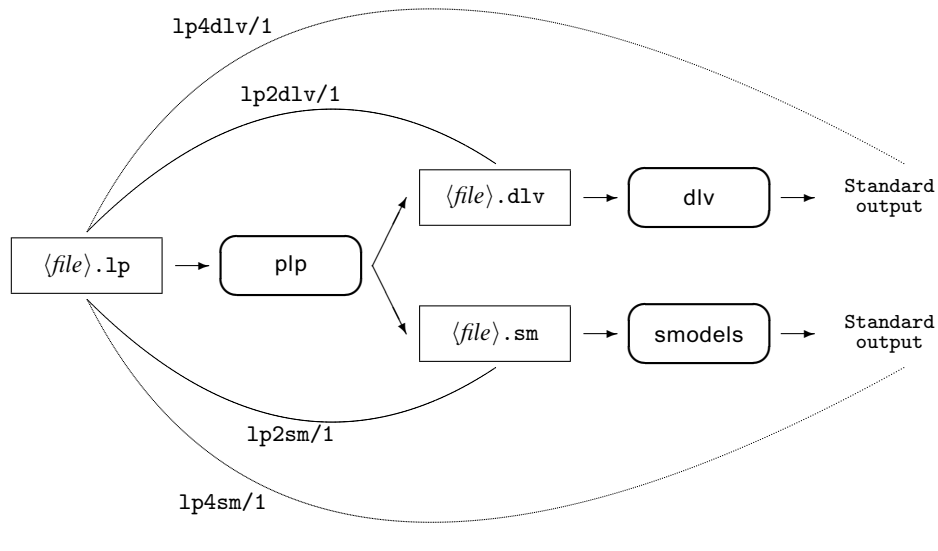 lp4dlv/1
lp2dlv/1
⟨file⟩.dlv
dlv
Standard
output
⟨file⟩.lp
plp
⟨file⟩.sm
smodels
Standard
output
lp2sm/1
lp4sm/1